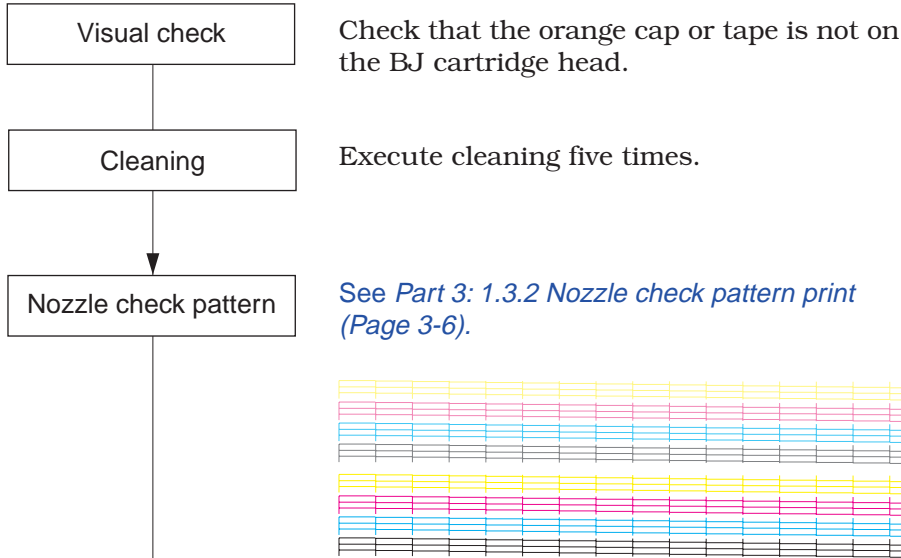 Visual check
Check that the orange cap or tape is not on
the BJ cartridge head.
Cleaning
Execute cleaning five times.
Nozzle check pattern
See Part 3: 1.3.2 Nozzle check pattern print
(Page 3-6).